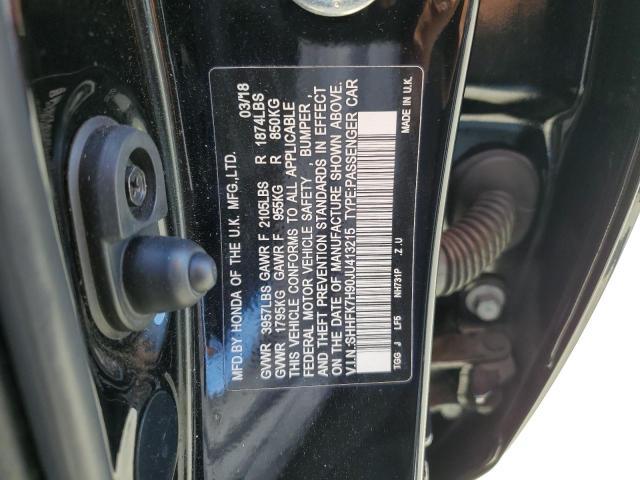 MFD.BY HONDA OF THE U.K. MFG.,LTD. 03/18
GVWR 3957LBS GAWR F 2105LBS R 1874LBS
GVWR 1795KG GAWR F 955KG R 850KG
THIS VEHICLE CONFORMS TO ALL APPLICABLE
FEDERAL MOTOR VEHICLE SAFETY , BUMPER ,
AND THEFT PREVENTION STANDARDS IN EFFECT
ON THE DATE OF MANUFACTURE SHOWN ABOVE.
V.I.N.:SHHFK7H90JU413215 TYPE:PASSENGER CAR
TGG J LF5 NH731P .Z .U MADE IN U.K.